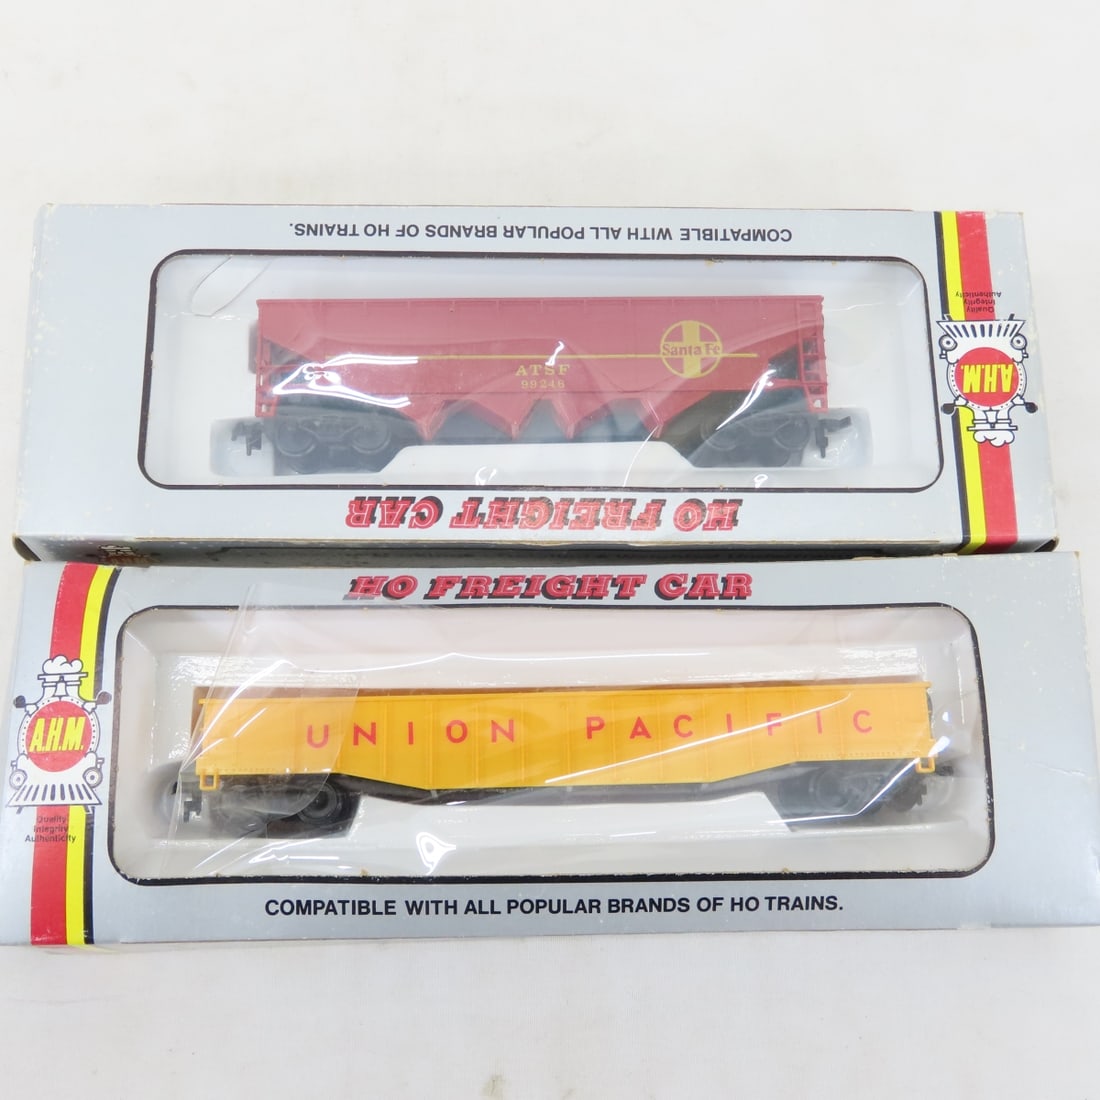 COMPATIBLE WITH ALL POPULAR BRANDS OF HO TRAINS.
Quality
Integrity
Authenticity
A.H.M.
Santa Fe
ATSF
99246
HO FREIGHT CAR
HO FREIGHT CAR
A.H.M.
UNION PACIFIC
Quality
Integrity
Authenticity
COMPATIBLE WITH ALL POPULAR BRANDS OF HO TRAINS.